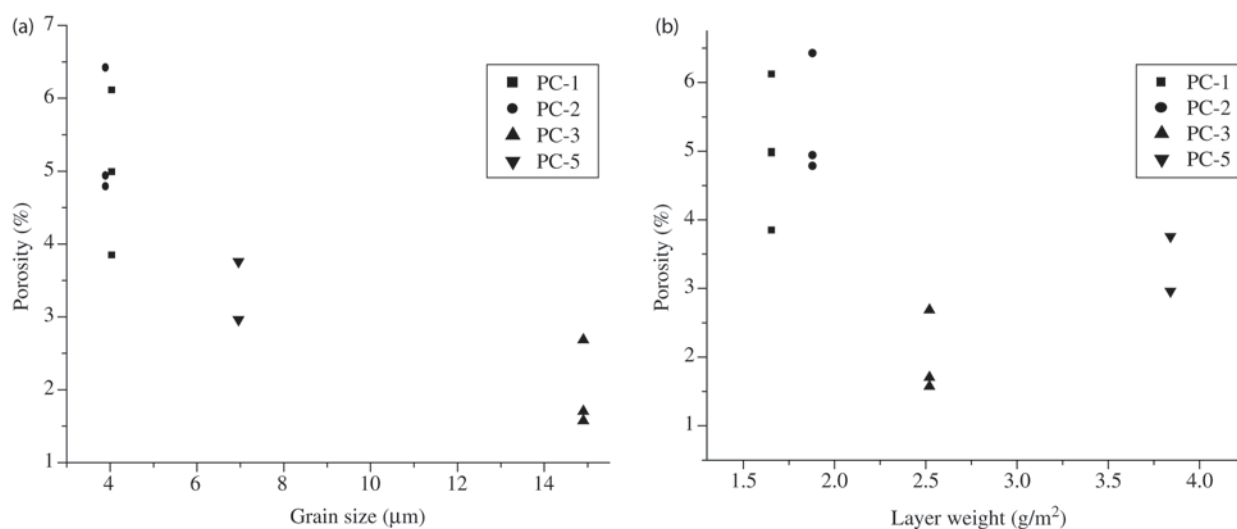 (a)
7
6
5
4
3
2
1
Porosity (%)
4
6
8
10
12
14
Grain size (μm)
PC-1
PC-2
PC-3
PC-5
(b)
6
5
4
3
2
1
Porosity (%)
1.5
2.0
2.5
3.0
3.5
4.0
Layer weight (g/m²)
PC-1
PC-2
PC-3
PC-5